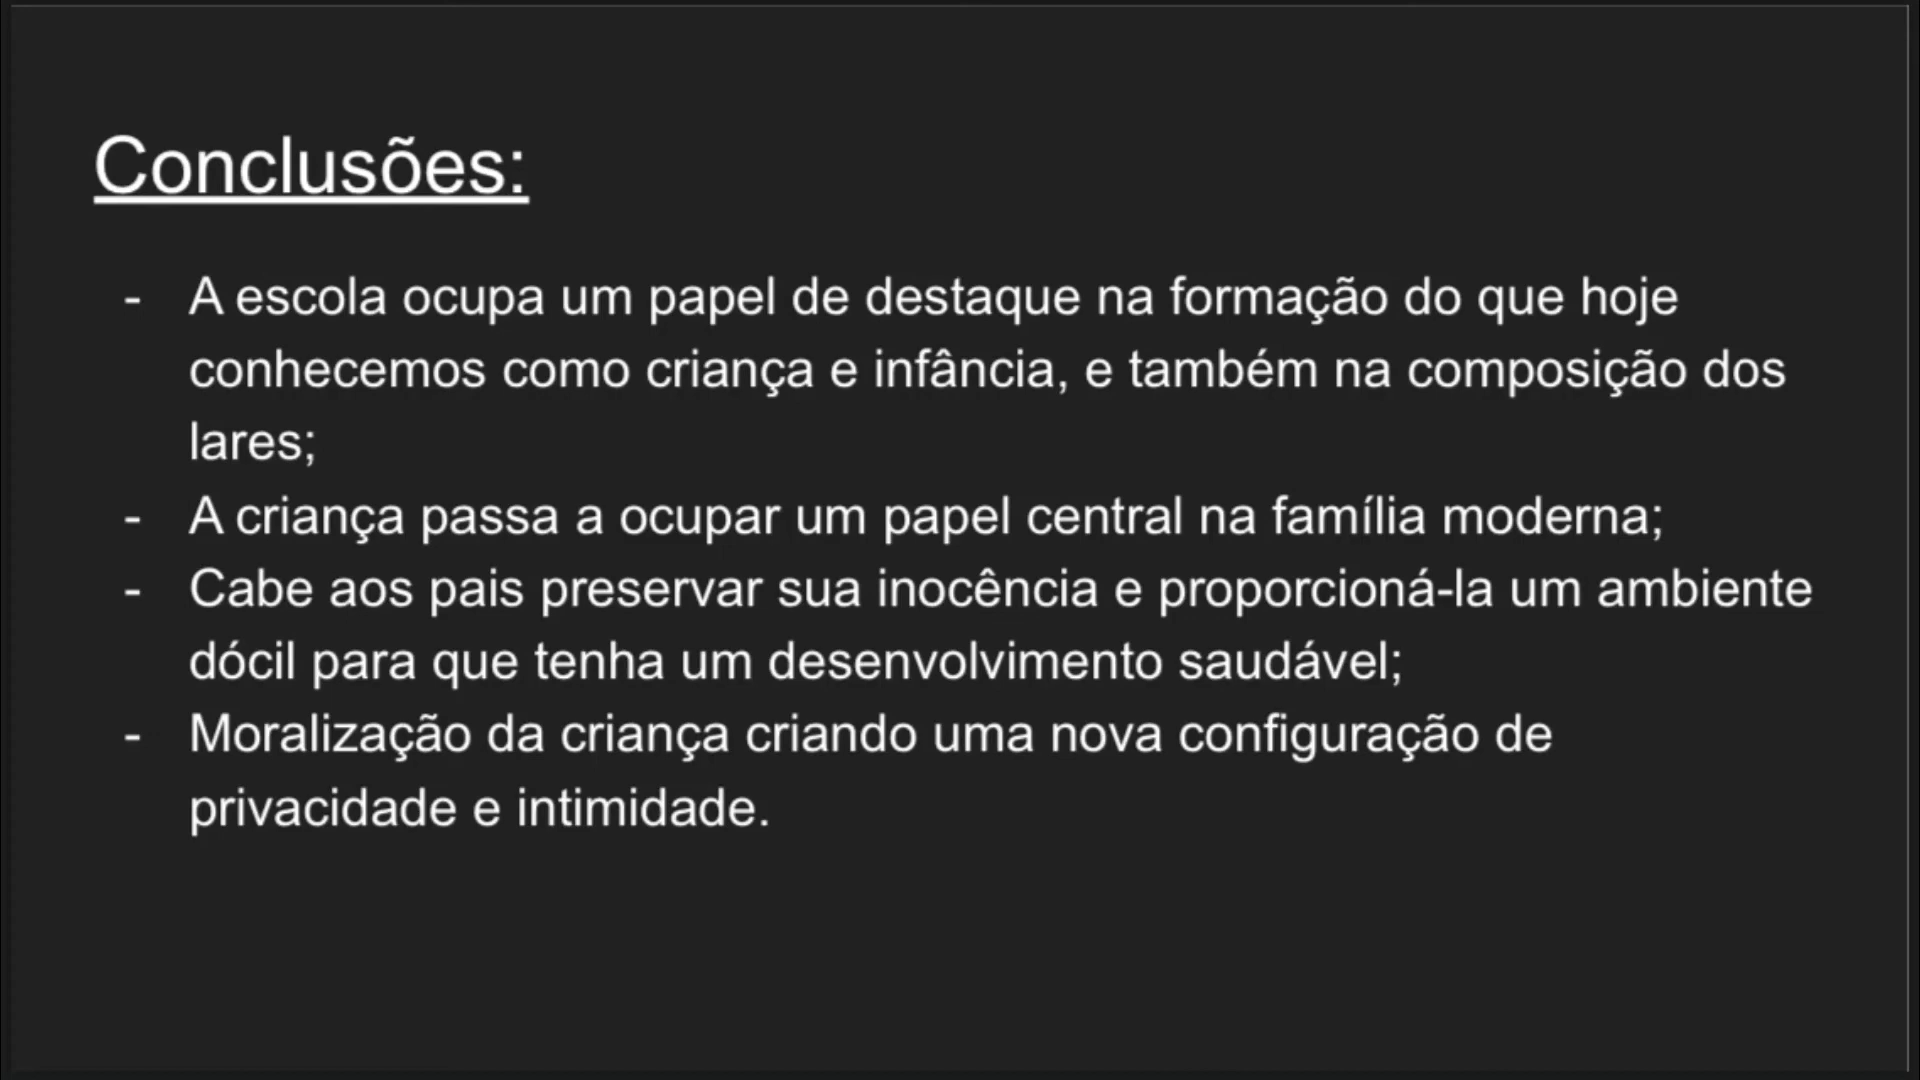 Conclusões:
- A escola ocupa um papel de destaque na formação do que hoje
conhecemos como criança e infância, e também na composição dos
lares;
- A criança passa a ocupar um papel central na família moderna;
- Cabe aos pais preservar sua inocência e proporcioná-la um ambiente
dócil para que tenha um desenvolvimento saudável;
- Moralização da criança criando uma nova configuração de
privacidade e intimidade.